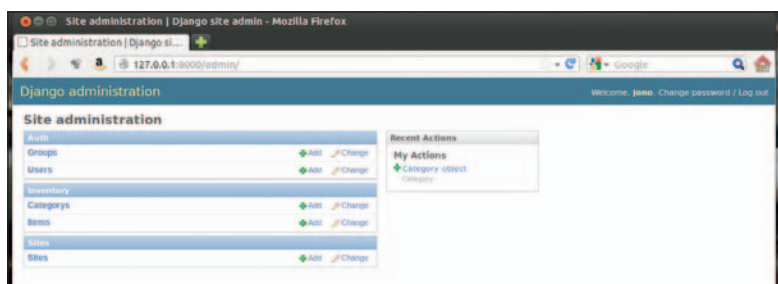 Site administration | Django site admin - Mozilla Firefox
Site administration | Django si...
127.0.0.1:8000/admin/
Google
Django administration
Welcome, jono. Change password / Log out
Site administration
Auth
Groups Add Change
Users Add Change
Inventory
Categorys Add Change
Items Add Change
Sites
Sites Add Change
Recent Actions
My Actions
Category object
Category